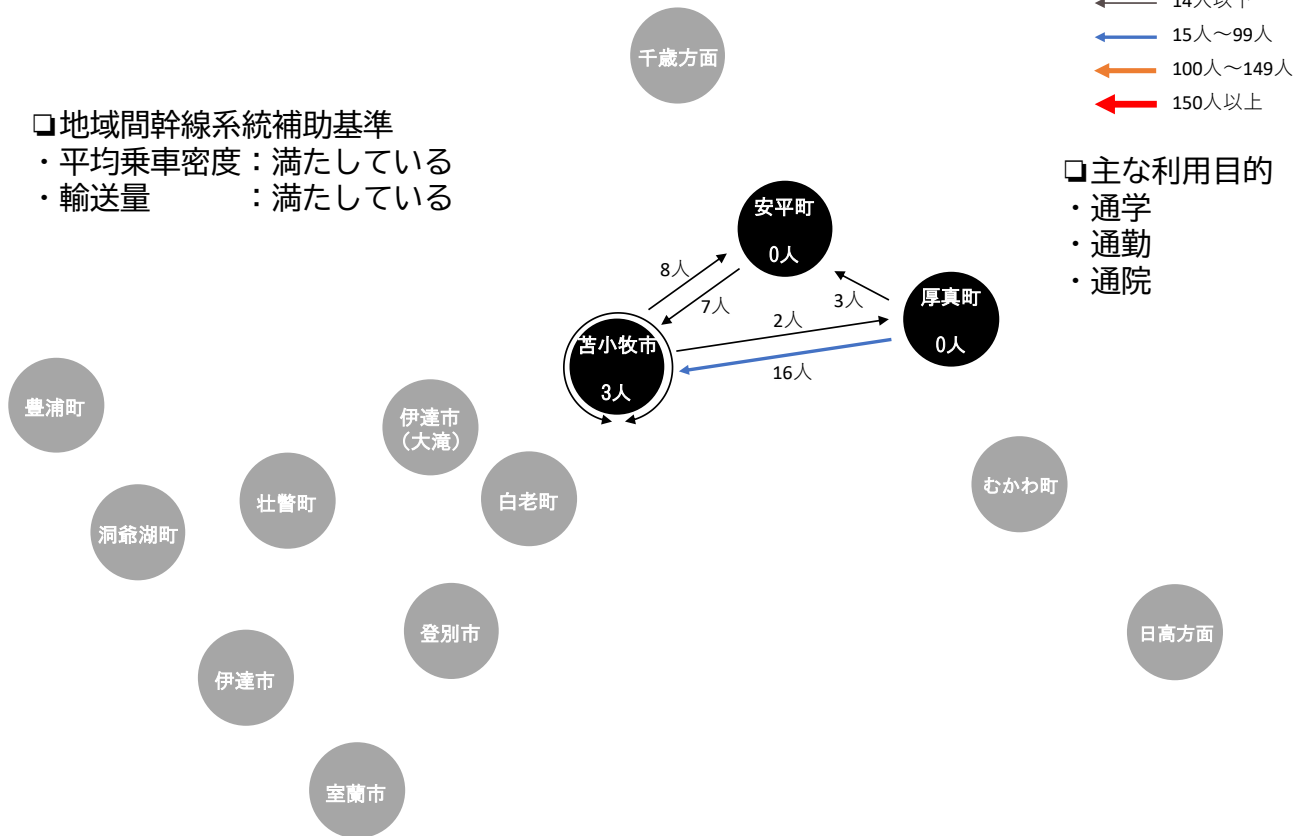 14人以下
15人～99人
100人～149人
150人以上
千歳方面
❏地域間幹線系統補助基準
・平均乗車密度：満たしている
・輸送量　　　：満たしている
❏主な利用目的
・通学
・通勤
・通院
安平町
0人
8人
7人
3人
厚真町
0人
2人
16人
苫小牧市
3人
豊浦町
伊達市
（大滝）
白老町
壮瞥町
洞爺湖町
むかわ町
登別市
日高方面
伊達市
室蘭市